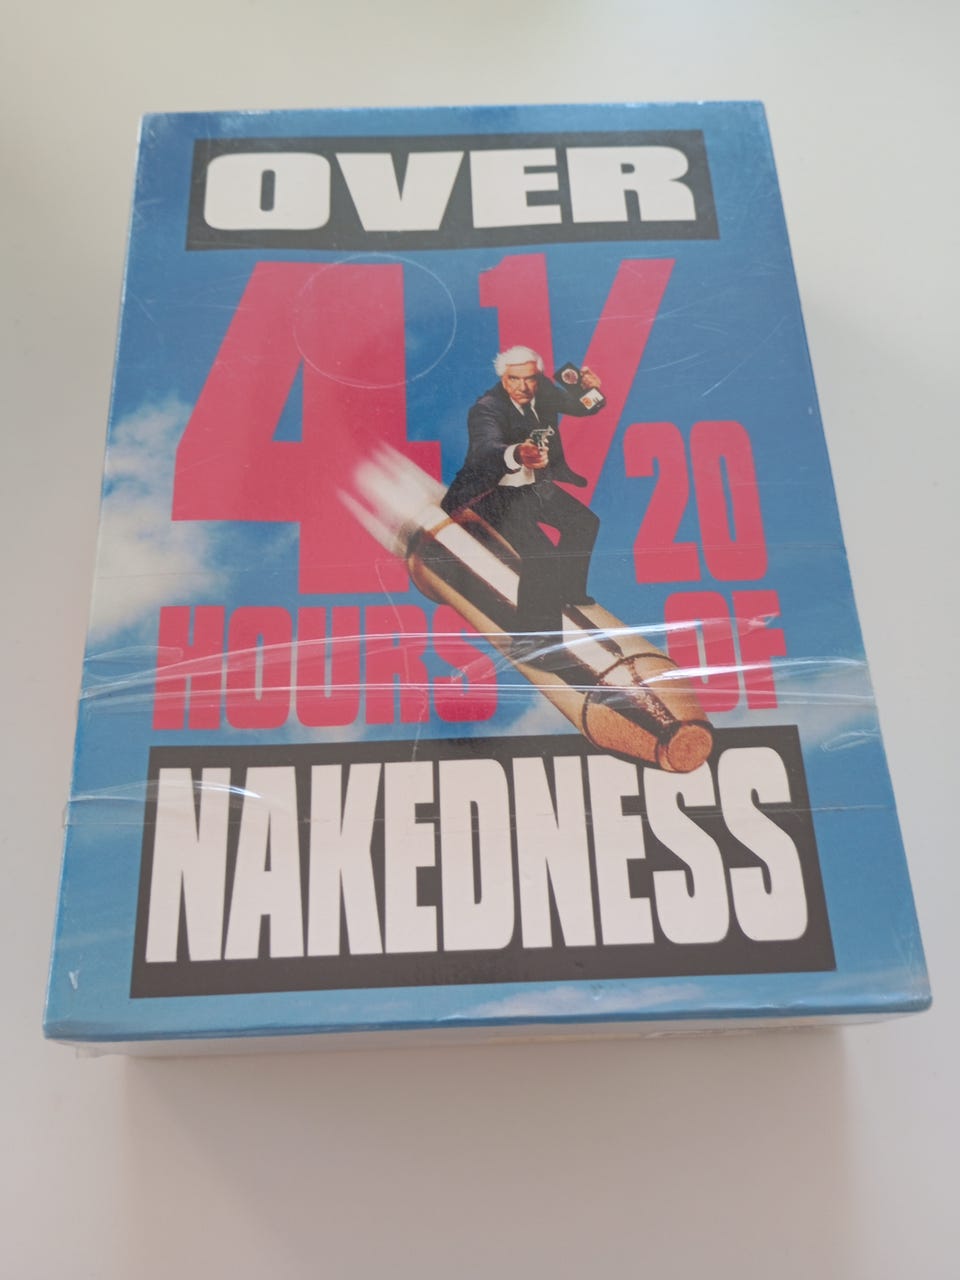 OVER
4 1/20
HOURS OF
NAKEDNESS